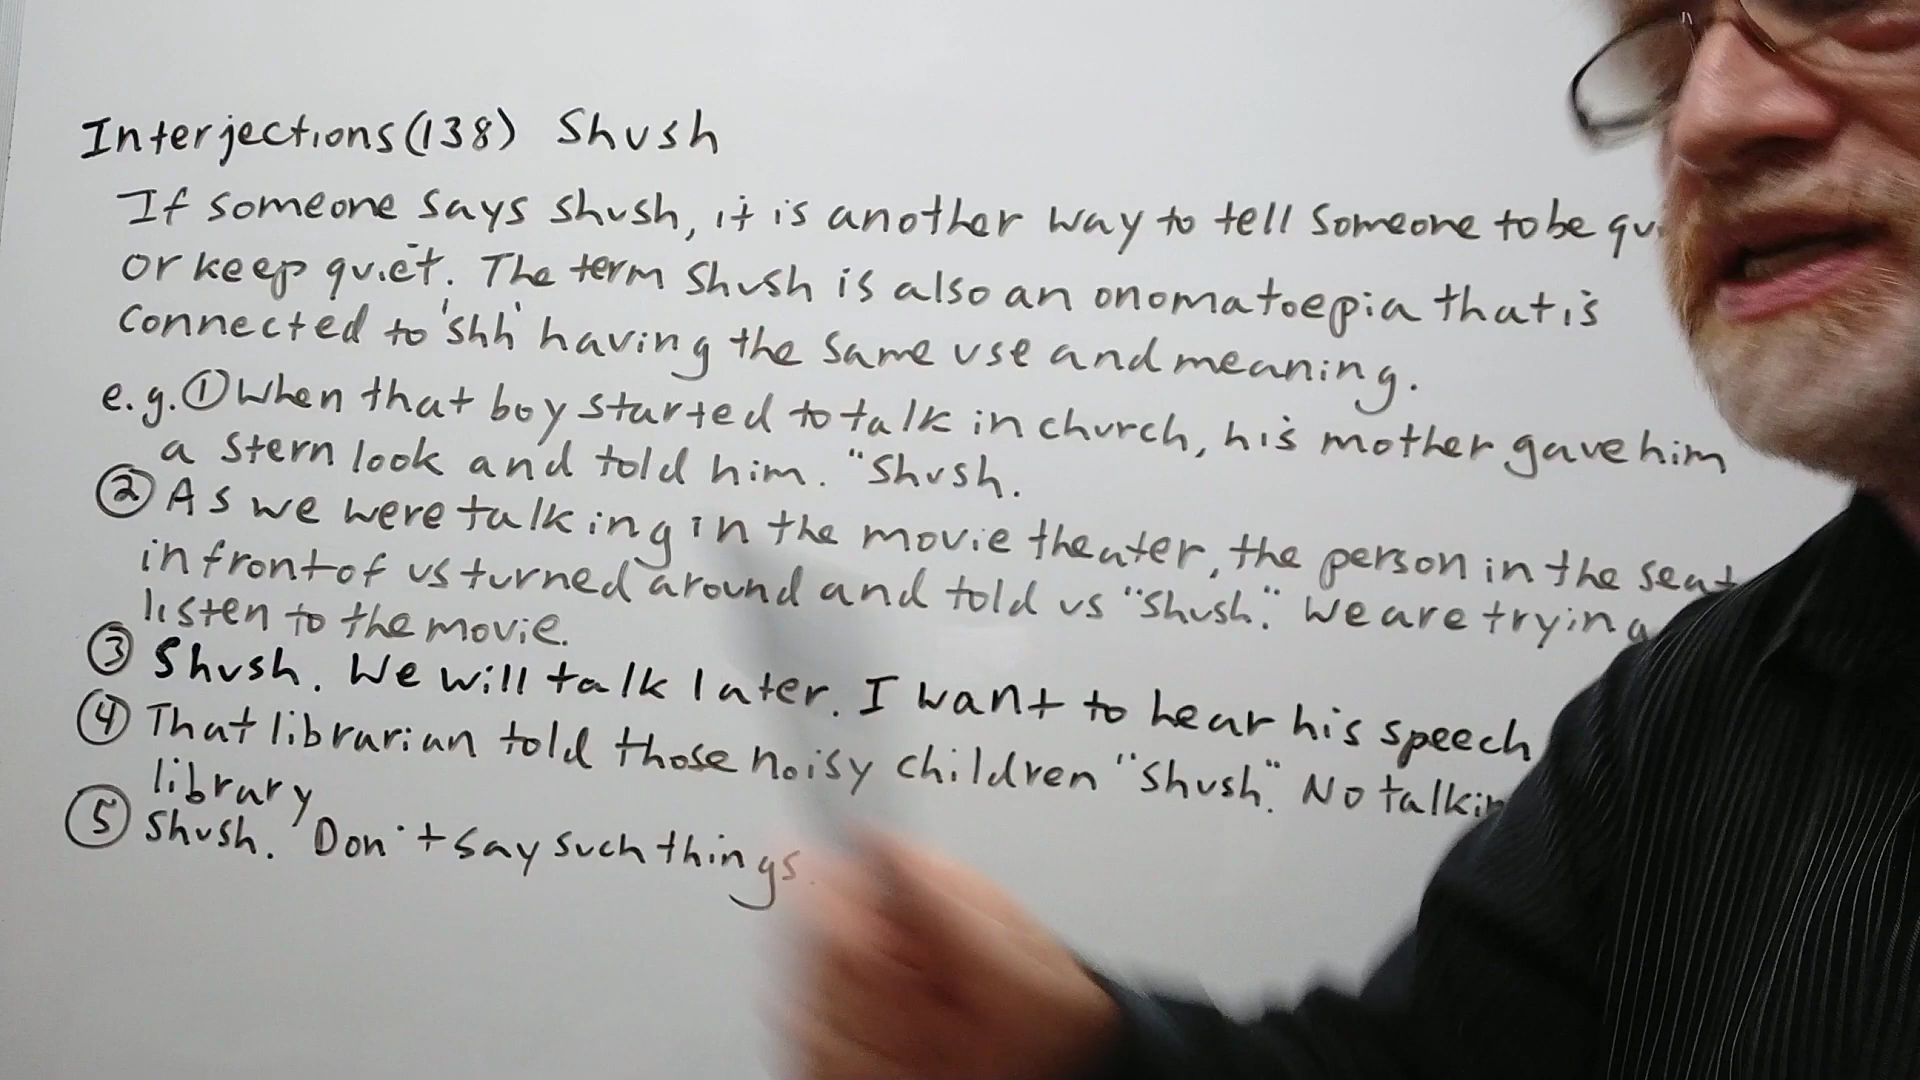 Interjections (138) Shush
If someone says shush, it is another way to tell someone to be
or keep quiet. The term shush is also an onomatoepia that is
connected to 'shh' having the same use and meaning.
e.g. ① When that boy started to talk in church, his mother gave him
a stern look and told him. "Shush.
② As we were talking in the movie theater, the person in the seat
in front of us turned around and told us "Shush". We are trying
listen to the movie.
③ Shush. We will talk later. I want to hear his speech
④ That librarian told those noisy children "Shush". No
library
⑤ Shush. Don't say such things.